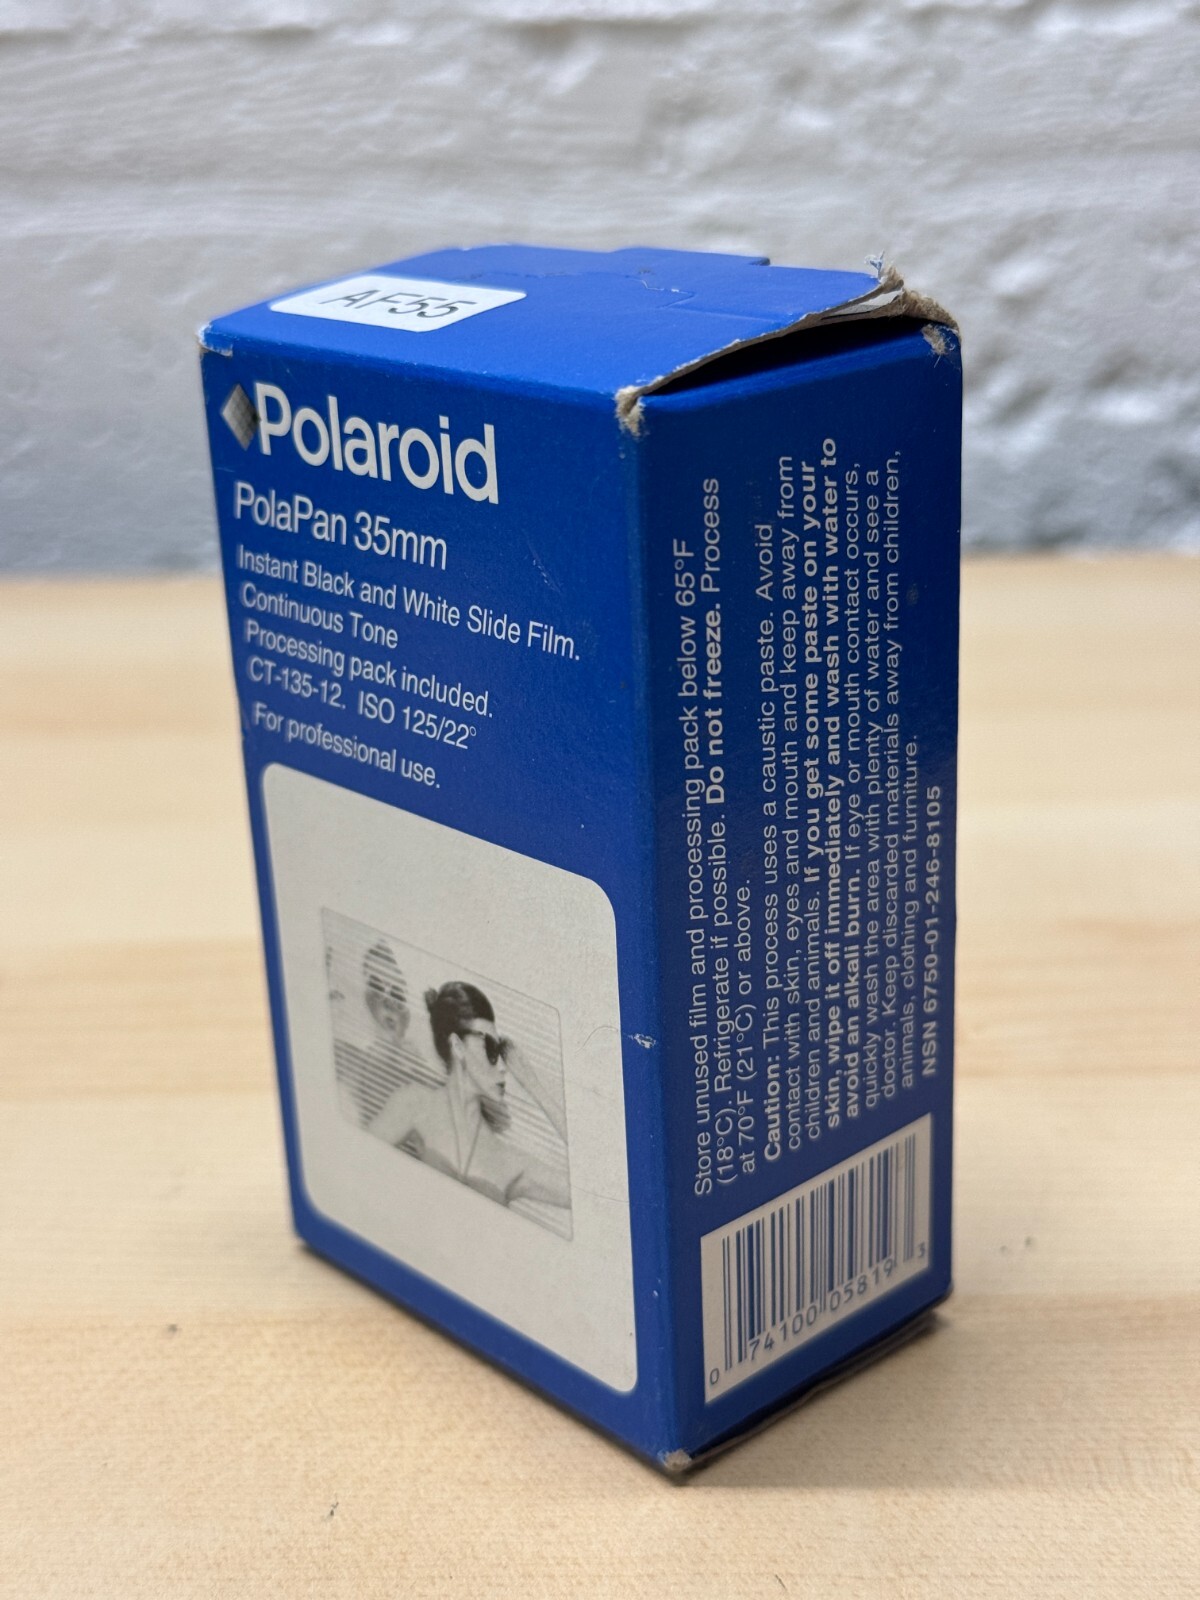 AF55
Polaroid
PolaPan 35mm
Instant Black and White Slide Film.
Continuous Tone
Processing pack included.
CT-135-12. ISO 125/22°
For professional use.
Store unused film and processing pack below 65°F
(18°C). Refrigerate if possible. Do not freeze. Process
at 70°F (21°C) or above.
Caution: This process uses a caustic paste. Avoid
contact with skin, eyes and mouth and keep away from
children and animals. If you get some paste on your
skin, wipe it off immediately and wash with water to
avoid an alkali burn. If eye or mouth contact occurs,
quickly wash the area with plenty of water and see a
doctor. Keep discarded materials away from children,
animals, clothing and furniture.
NSN 6750-01-246-8105
0 74100 05819 3